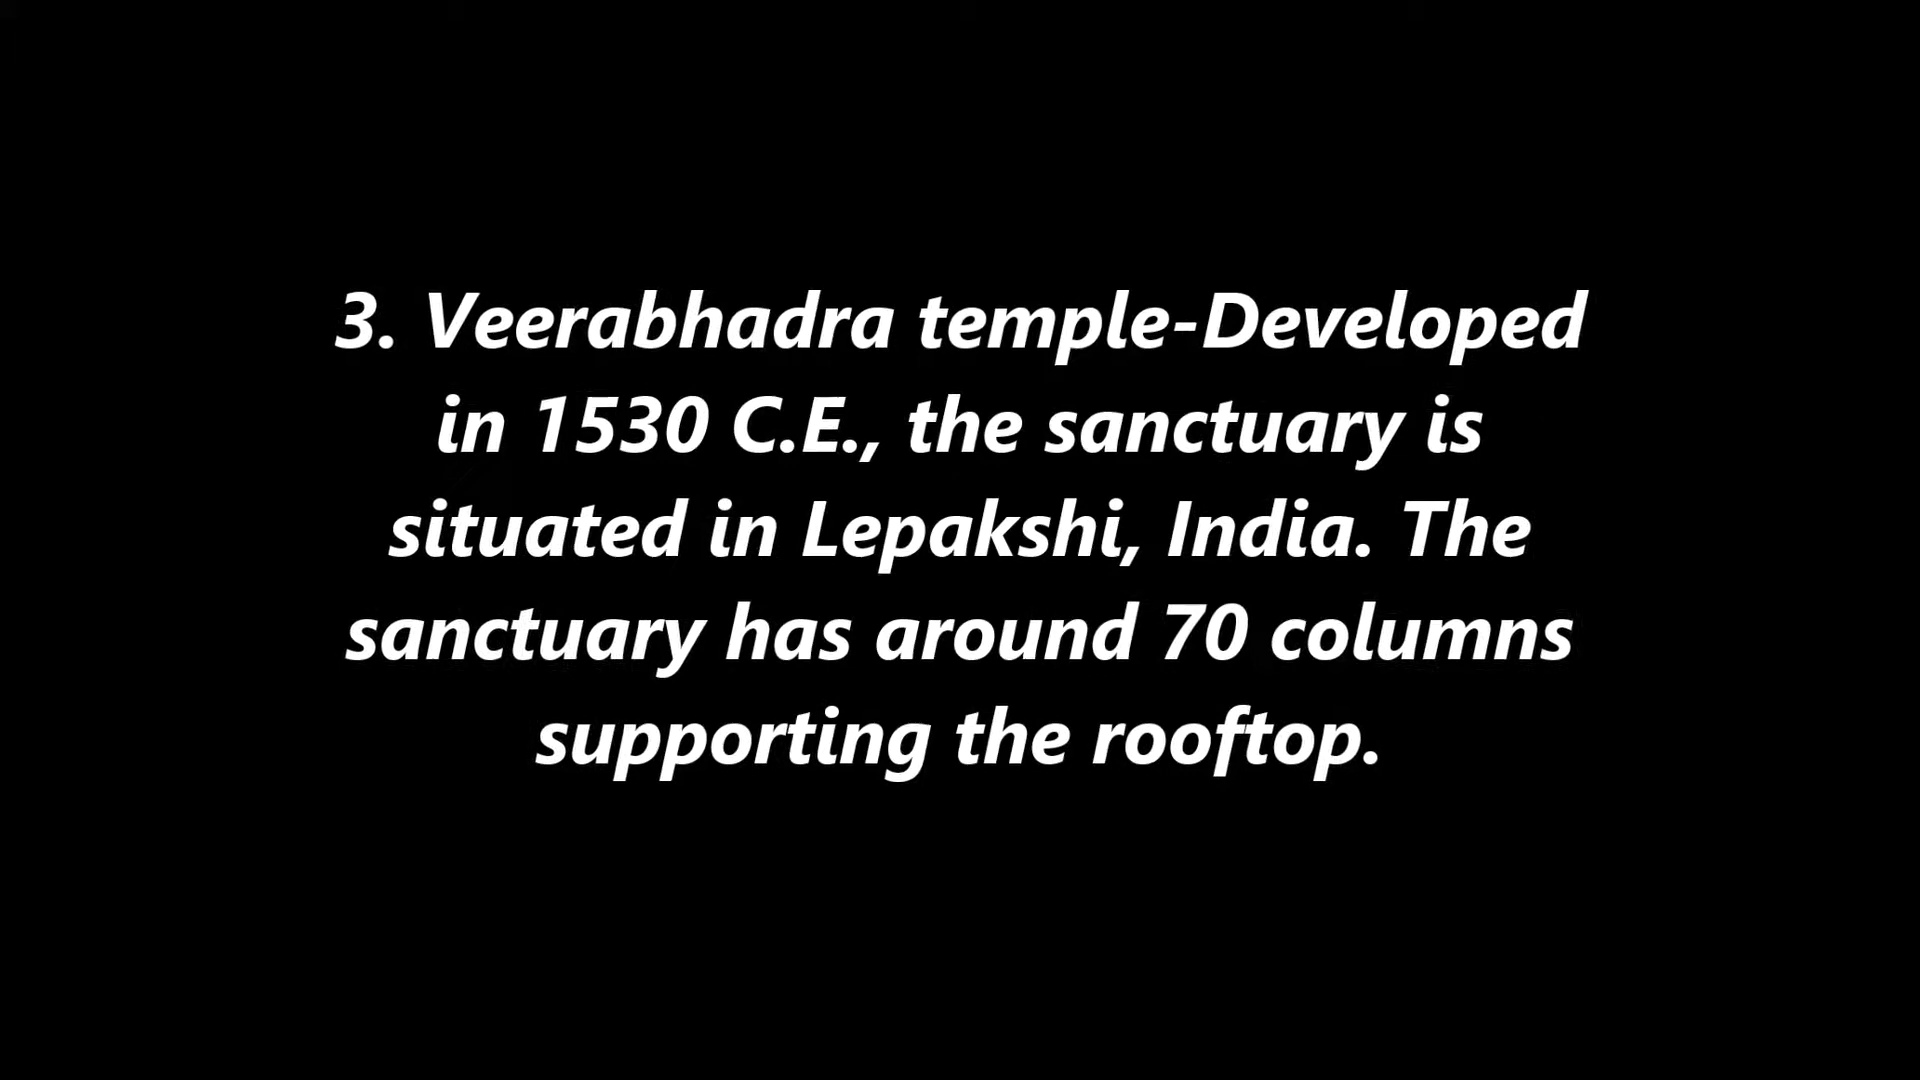 3. Veerabhadra temple-Developed
in 1530 C.E., the sanctuary is
situated in Lepakshi, India. The
sanctuary has around 70 columns
supporting the rooftop.